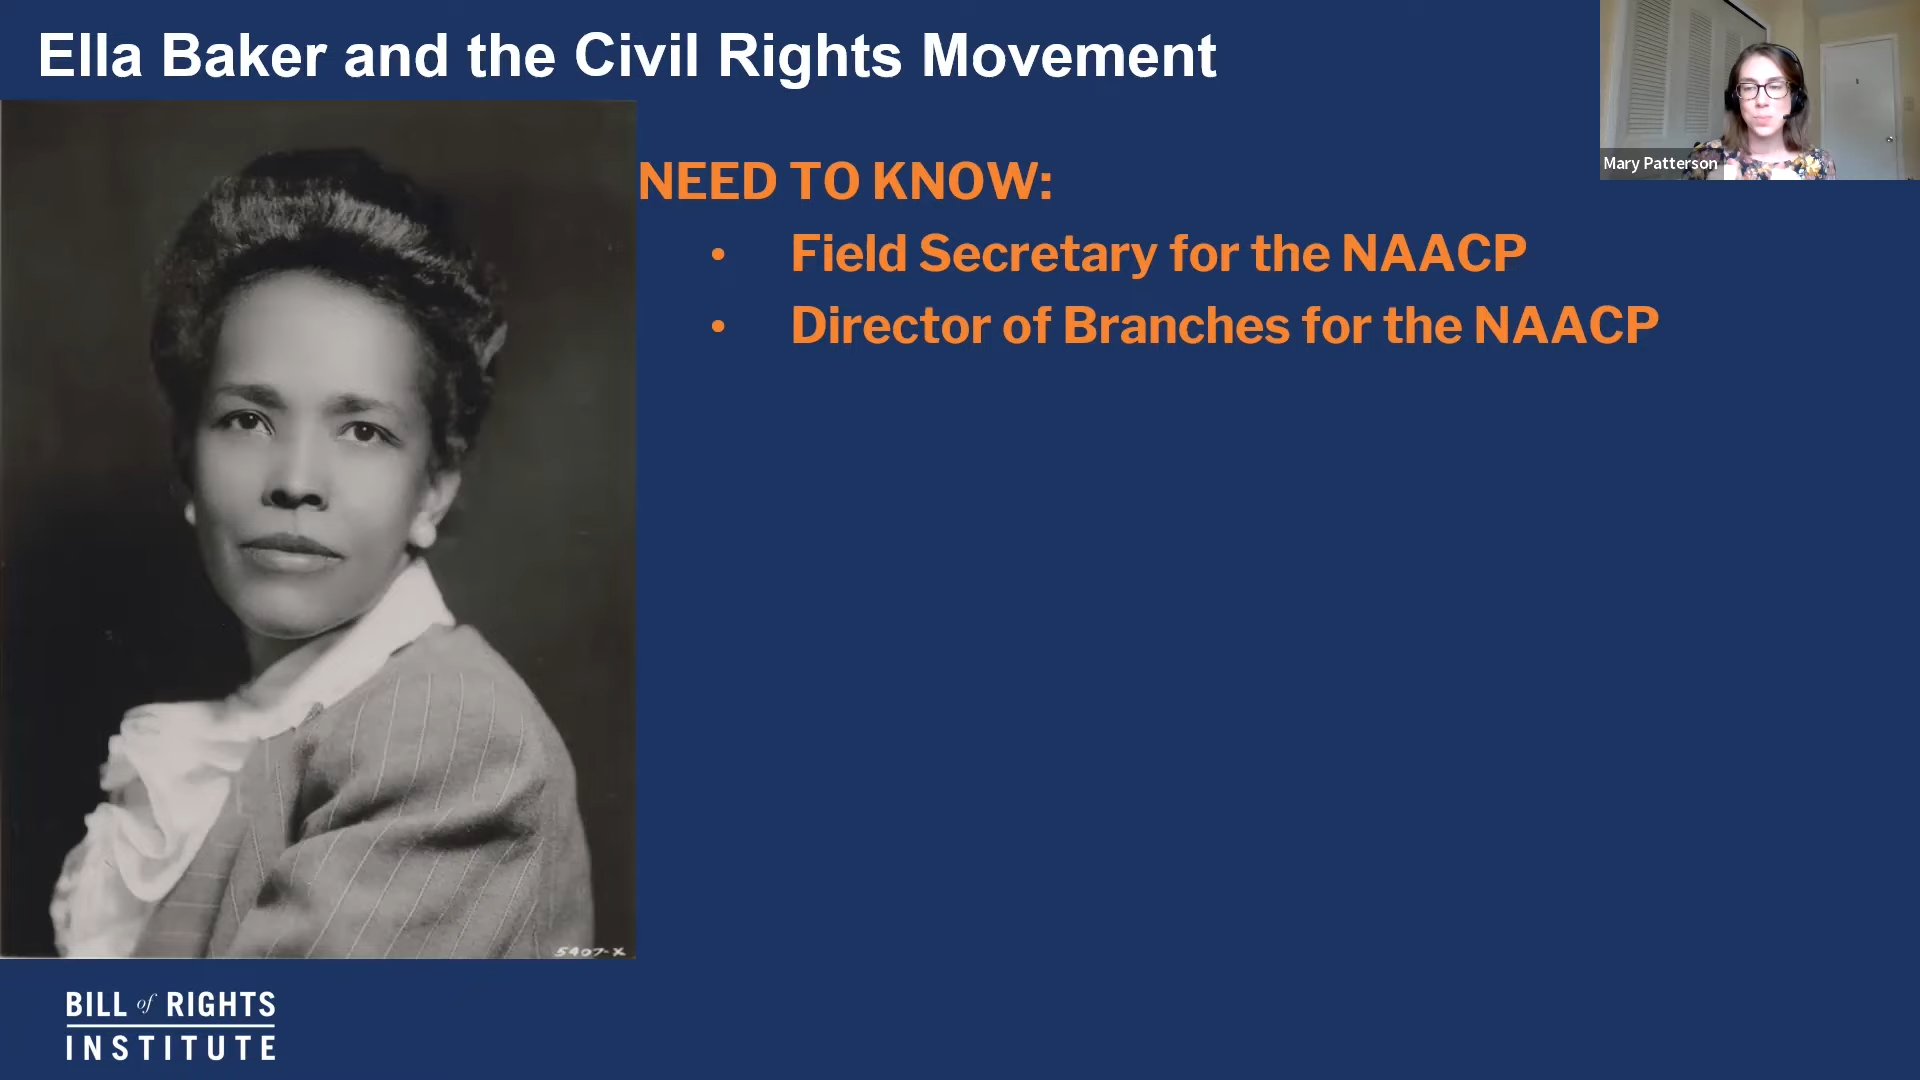 Ella Baker and the Civil Rights Movement
Mary Patterson
NEED TO KNOW:
• Field Secretary for the NAACP
• Director of Branches for the NAACP
5407-X
BILL of RIGHTS
INSTITUTE